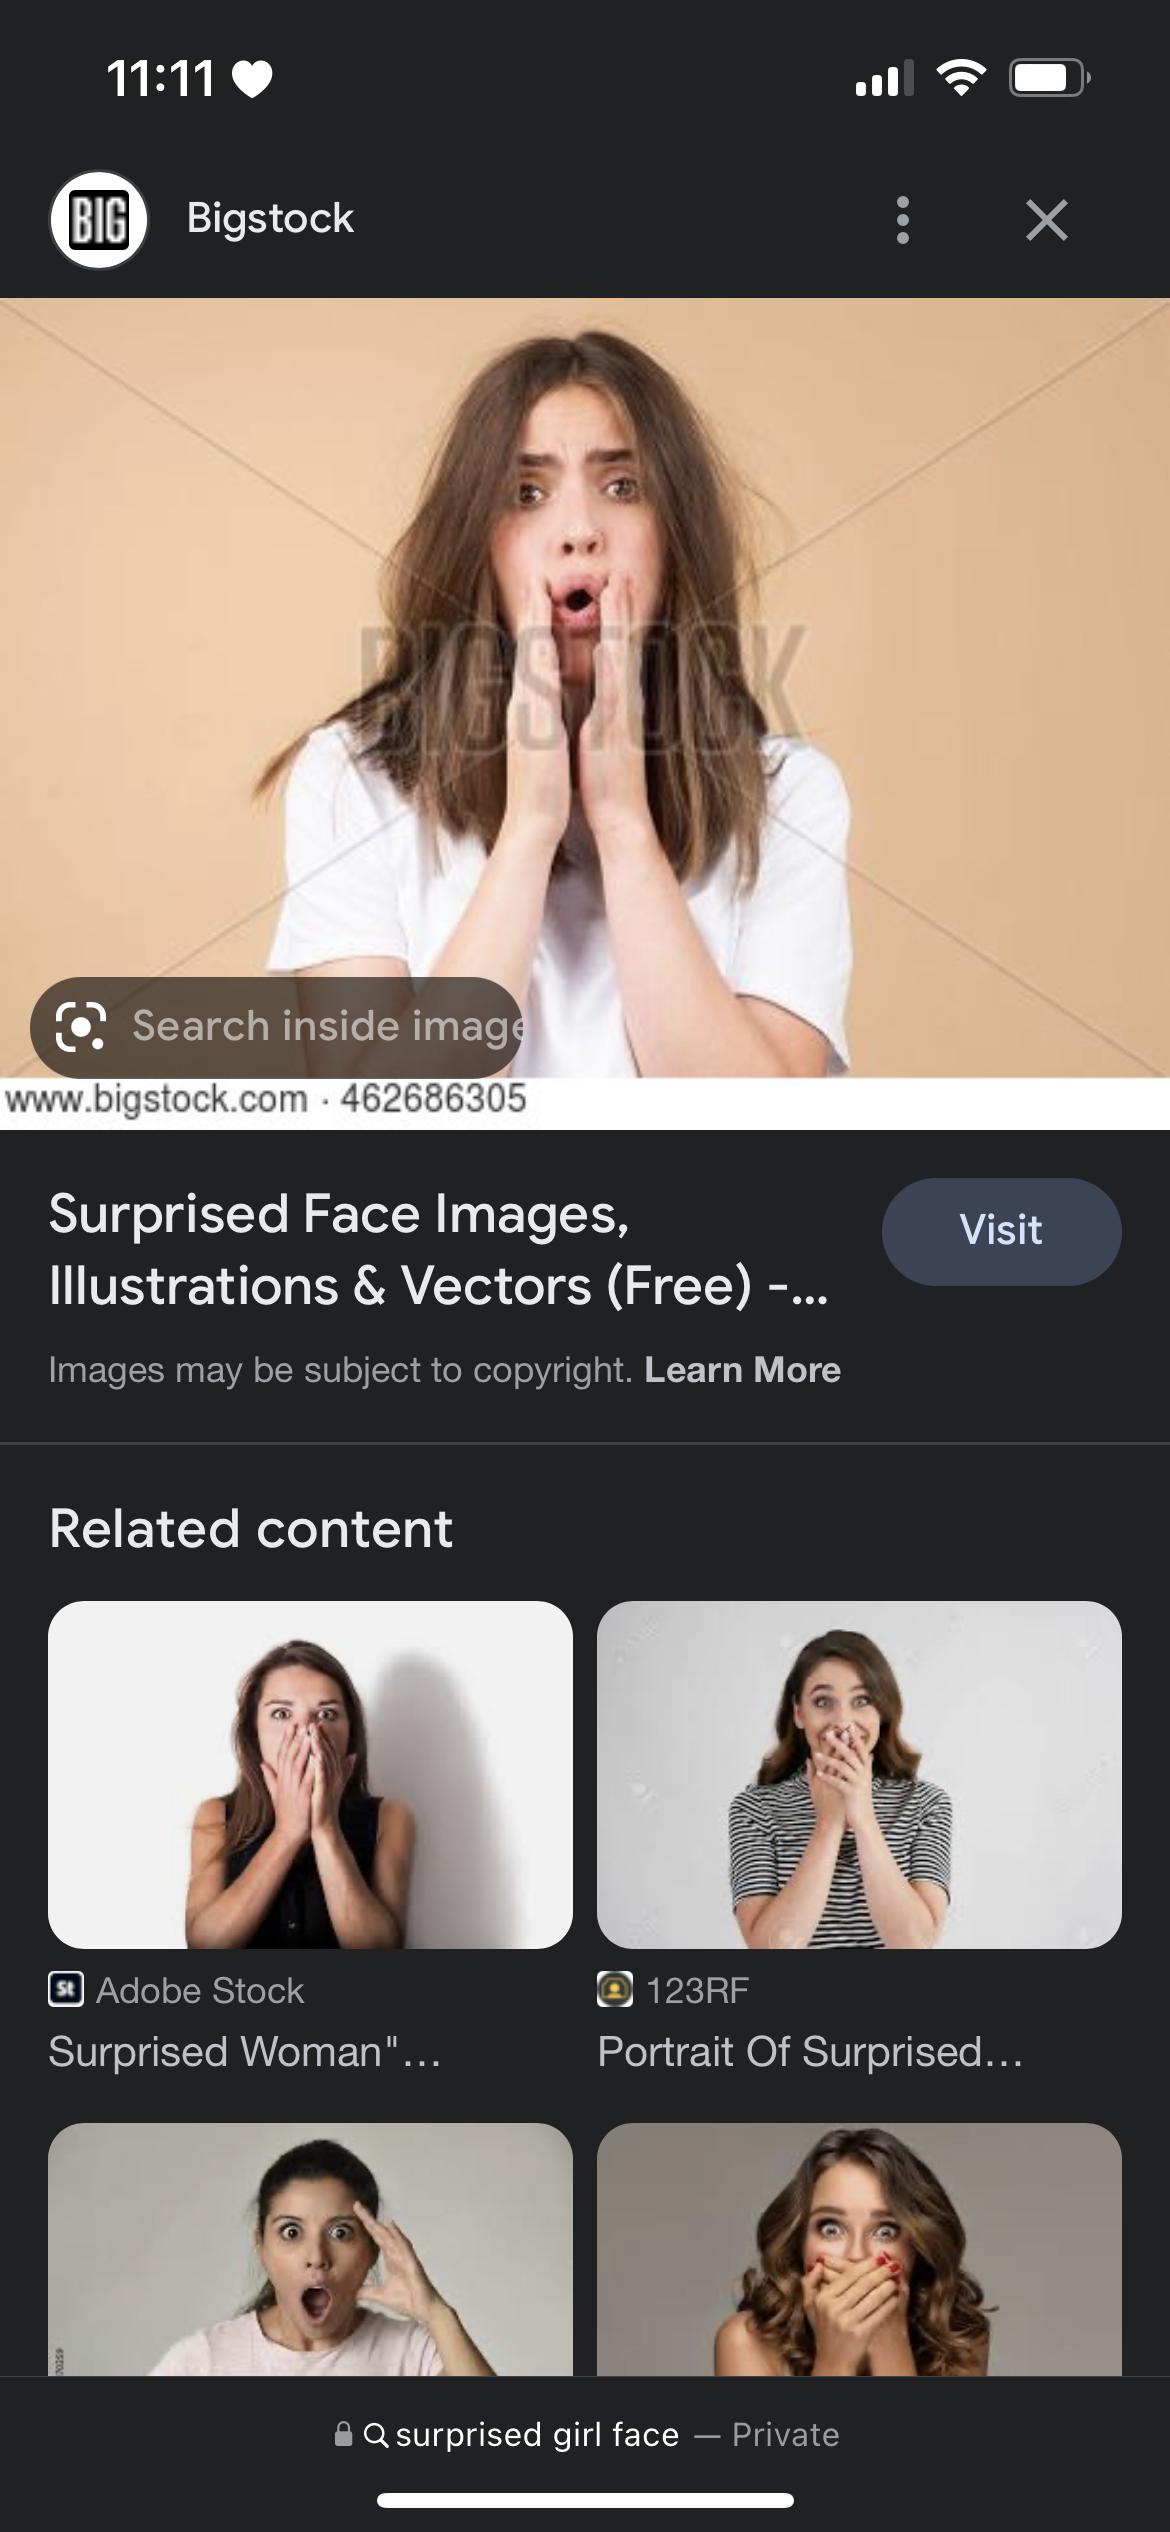 11:11
BIG Bigstock
BIGSTOCK
Search inside image
www.bigstock.com · 462686305
Surprised Face Images,
Illustrations & Vectors (Free) -...
Visit
Images may be subject to copyright. Learn More
Related content
St Adobe Stock
Surprised Woman"...
123RF
Portrait Of Surprised...
surprised girl face — Private